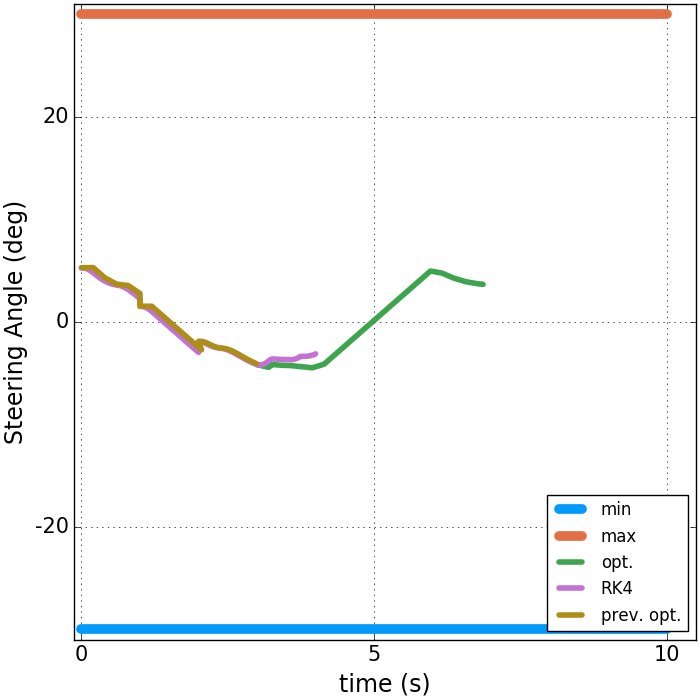 20
0
-20
Steering Angle (deg)
0
5
10
time (s)
min
max
opt.
RK4
prev. opt.